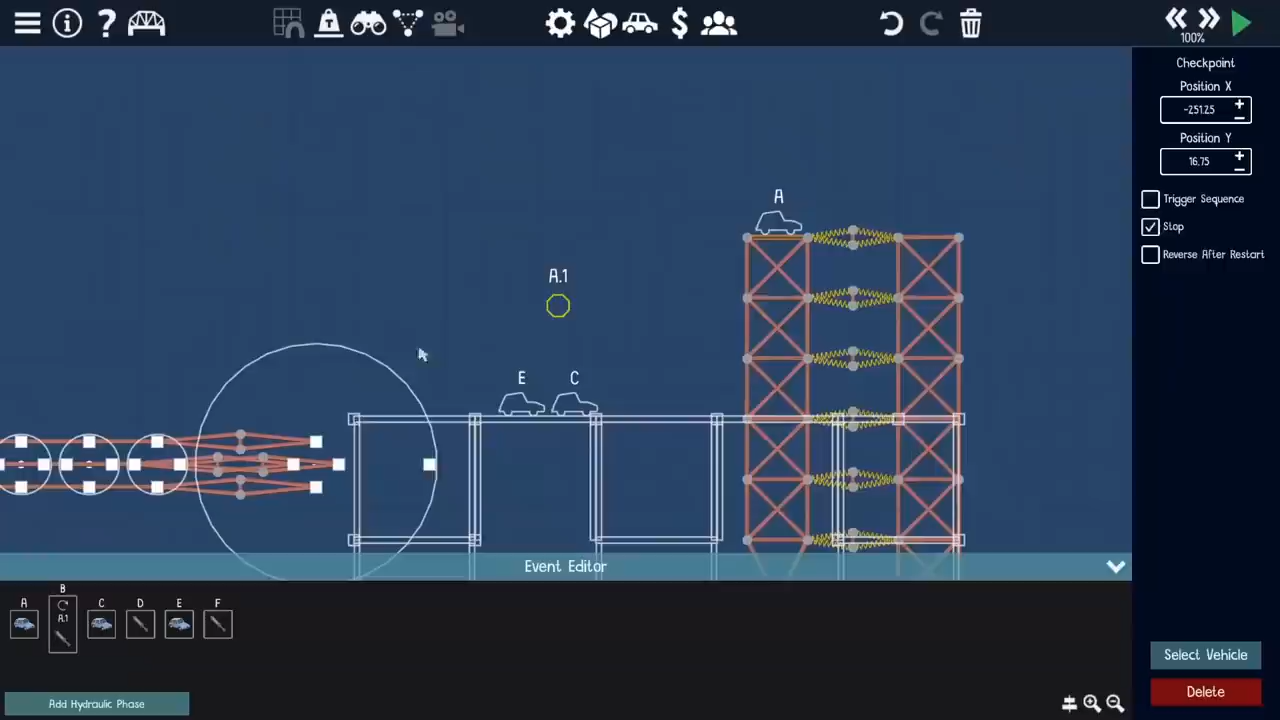 100%
Checkpoint
Position X
-251.25
Position Y
16.75
Trigger Sequence
Stop
Reverse After Restart
A
A.1
E
C
Event Editor
A
B
A.1
C
D
E
F
Add Hydraulic Phase
Select Vehicle
Delete